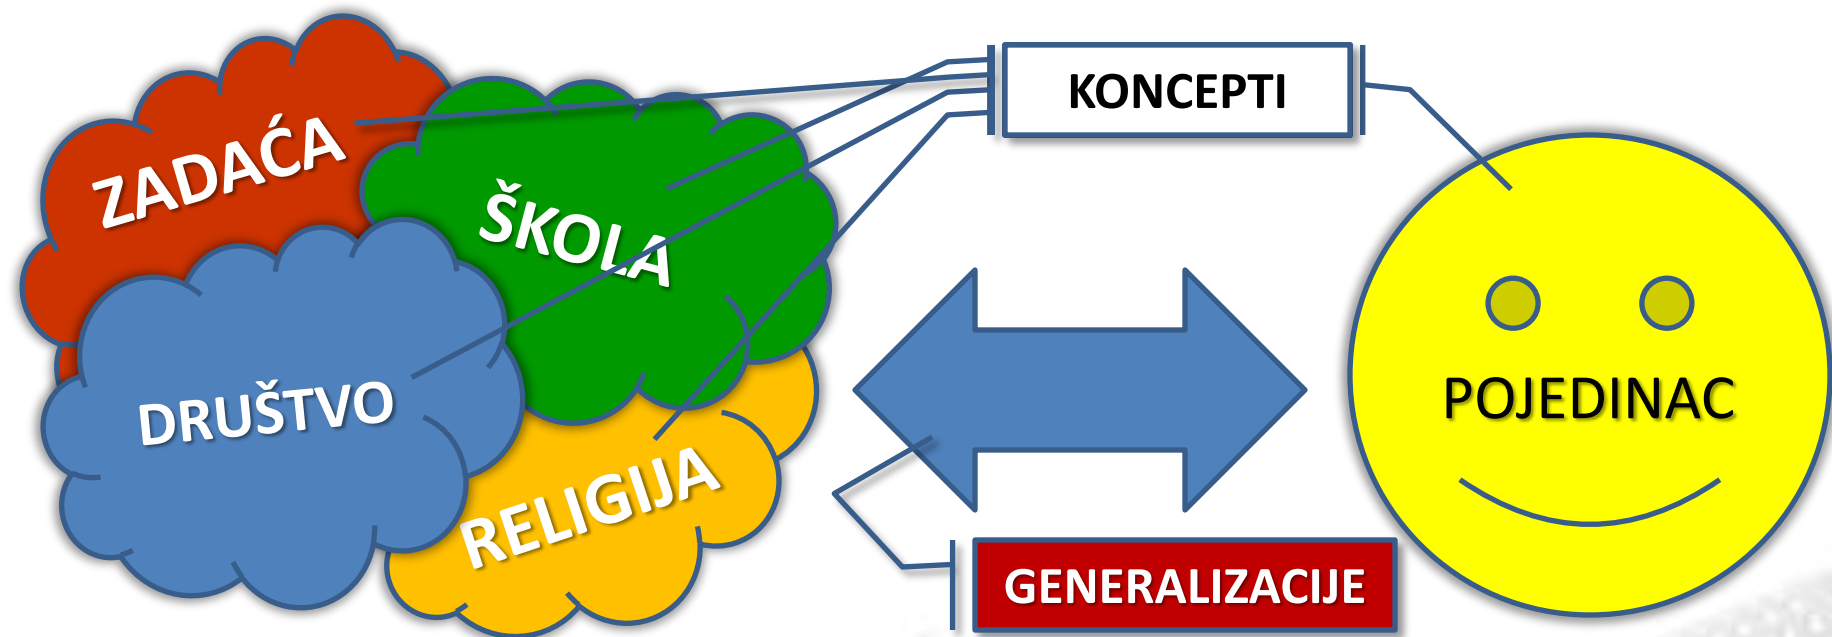 ZADAĆA
ŠKOLA
DRUŠTVO
RELIGIJA
KONCEPTI
POJEDINAC
GENERALIZACIJE